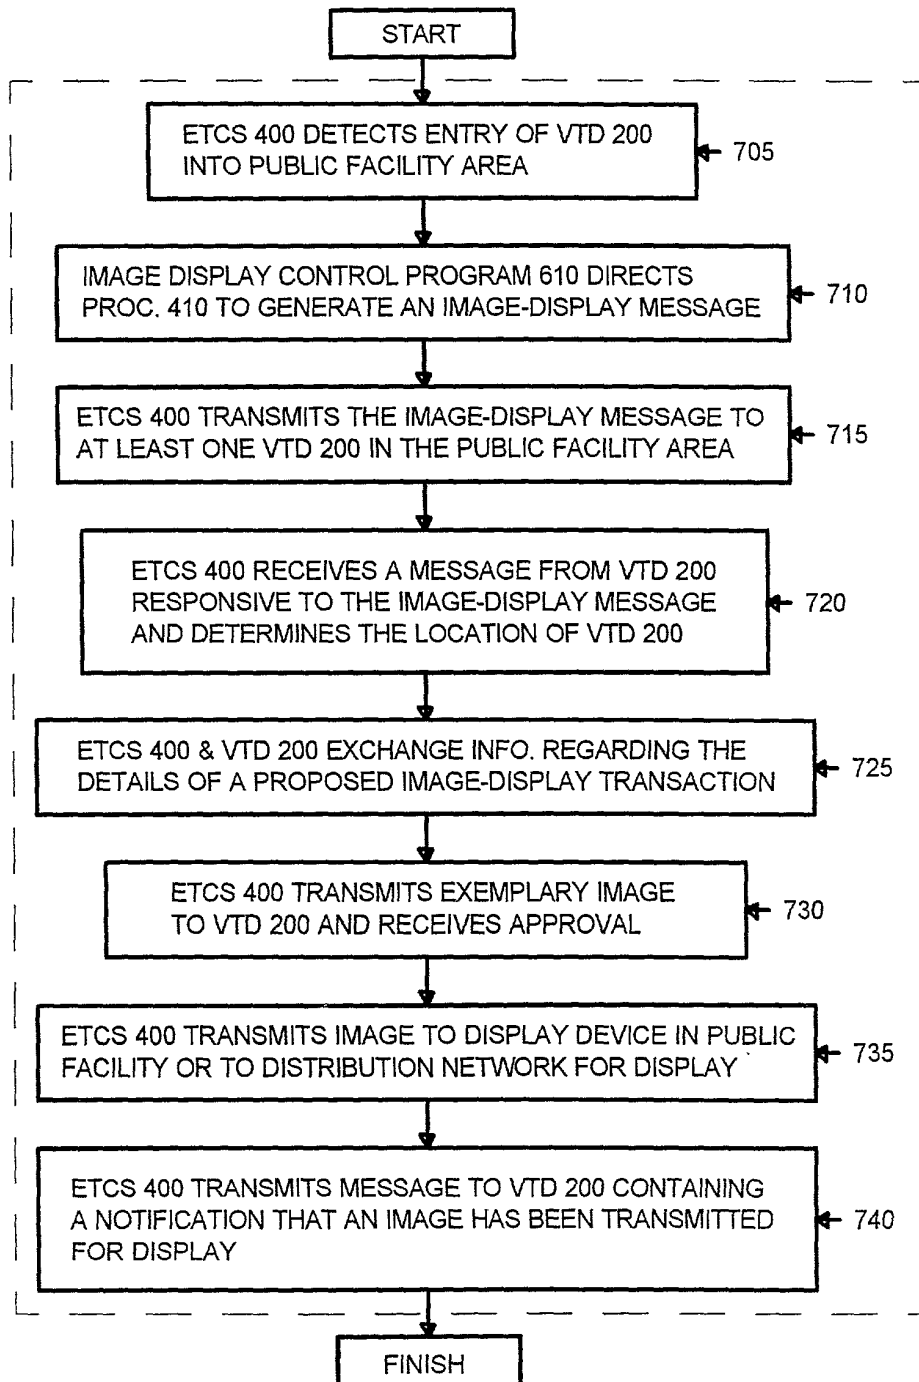 START
ETCS 400 DETECTS ENTRY OF VTD 200
INTO PUBLIC FACILITY AREA
705
IMAGE DISPLAY CONTROL PROGRAM 610 DIRECTS
PROC. 410 TO GENERATE AN IMAGE-DISPLAY MESSAGE
710
ETCS 400 TRANSMITS THE IMAGE-DISPLAY MESSAGE TO
AT LEAST ONE VTD 200 IN THE PUBLIC FACILITY AREA
715
ETCS 400 RECEIVES A MESSAGE FROM VTD 200
RESPONSIVE TO THE IMAGE-DISPLAY MESSAGE
AND DETERMINES THE LOCATION OF VTD 200
720
ETCS 400 & VTD 200 EXCHANGE INFO. REGARDING THE
DETAILS OF A PROPOSED IMAGE-DISPLAY TRANSACTION
725
ETCS 400 TRANSMITS EXEMPLARY IMAGE
TO VTD 200 AND RECEIVES APPROVAL
730
ETCS 400 TRANSMITS IMAGE TO DISPLAY DEVICE IN PUBLIC
FACILITY OR TO DISTRIBUTION NETWORK FOR DISPLAY
735
ETCS 400 TRANSMITS MESSAGE TO VTD 200 CONTAINING
A NOTIFICATION THAT AN IMAGE HAS BEEN TRANSMITTED
FOR DISPLAY
740
FINISH